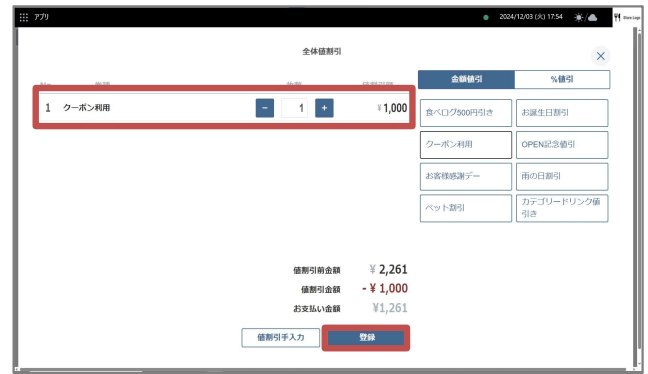 アプリ
2024/12/03 (火) 17:54
Store Logo
全体値割引
金額値引
%値引
1 クーポン利用 - 1 + ¥ 1,000
食べログ500円引き
お誕生日割引
クーポン利用
OPEN記念値引
お客様感謝デー
雨の日割引
ペット割引
カテゴリードリンク値
引き
値割引前金額 ¥ 2,261
値割引金額 - ¥ 1,000
お支払い金額 ¥1,261
値割引手入力
登録